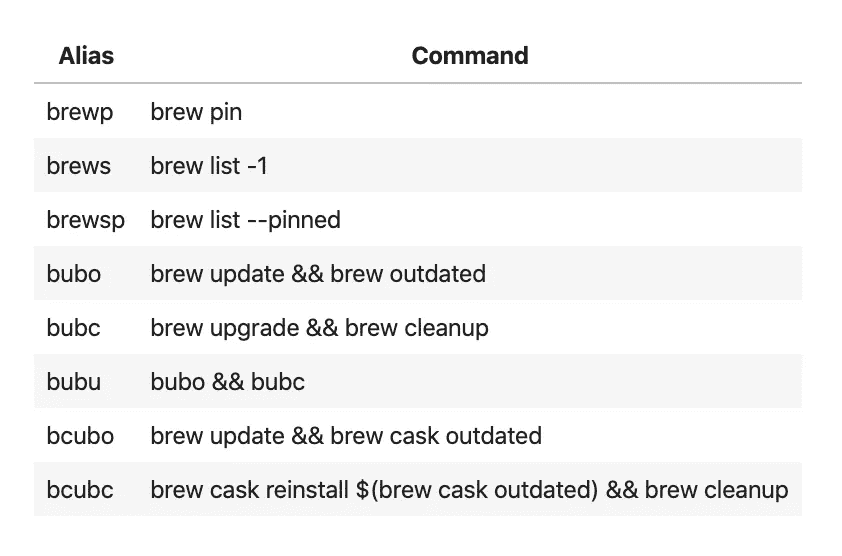 Alias Command
brewp brew pin
brews brew list -1
brewsp brew list --pinned
bubo brew update && brew outdated
bubc brew upgrade && brew cleanup
bubu bubo && bubc
bcubo brew update && brew cask outdated
bcubc brew cask reinstall $(brew cask outdated) && brew cleanup